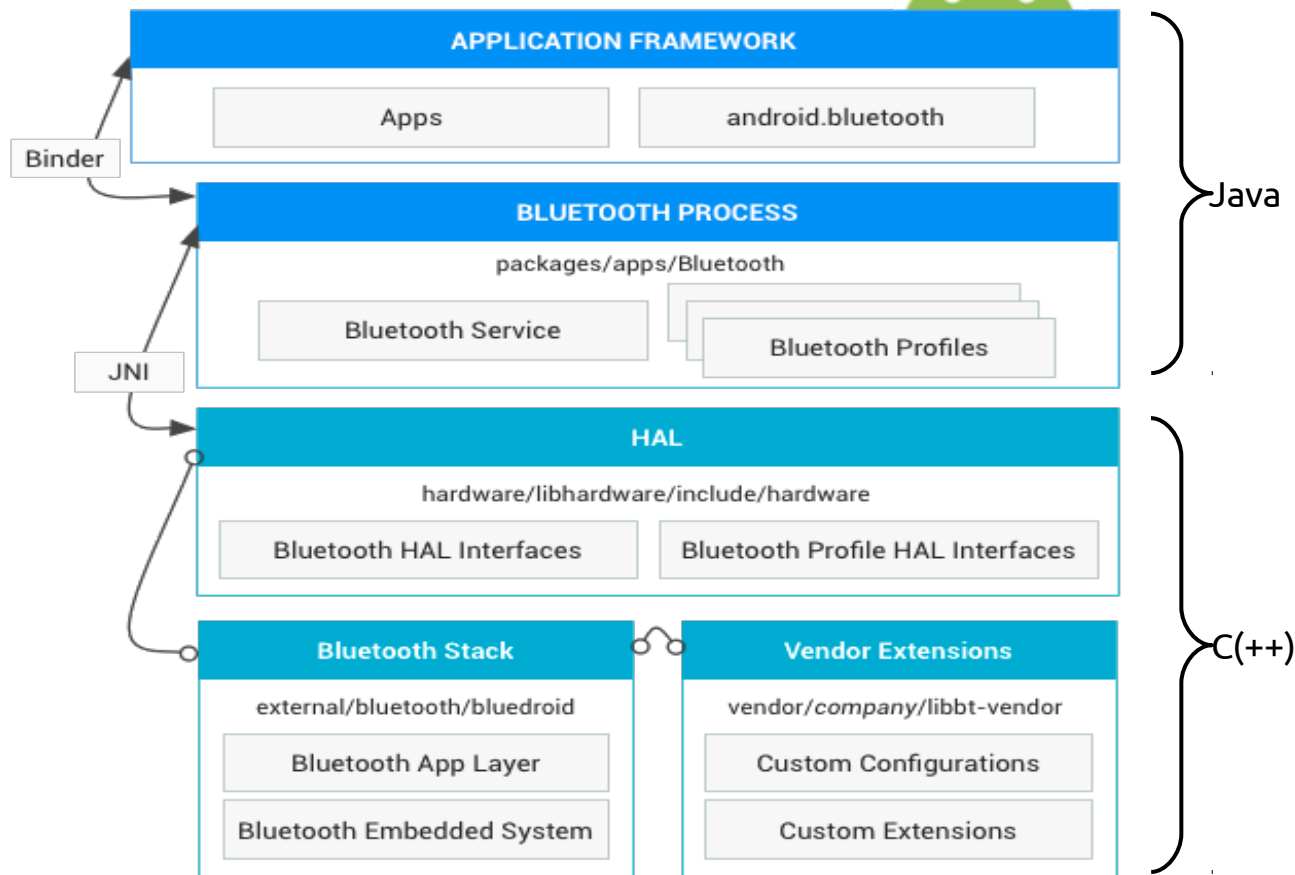 APPLICATION FRAMEWORK
Apps
android.bluetooth
Binder
BLUETOOTH PROCESS
packages/apps/Bluetooth
Bluetooth Service
Bluetooth Profiles
Java
JNI
HAL
hardware/libhardware/include/hardware
Bluetooth HAL Interfaces
Bluetooth Profile HAL Interfaces
Bluetooth Stack
external/bluetooth/bluedroid
Bluetooth App Layer
Bluetooth Embedded System
Vendor Extensions
vendor/company/libbt-vendor
Custom Configurations
Custom Extensions
C(++)